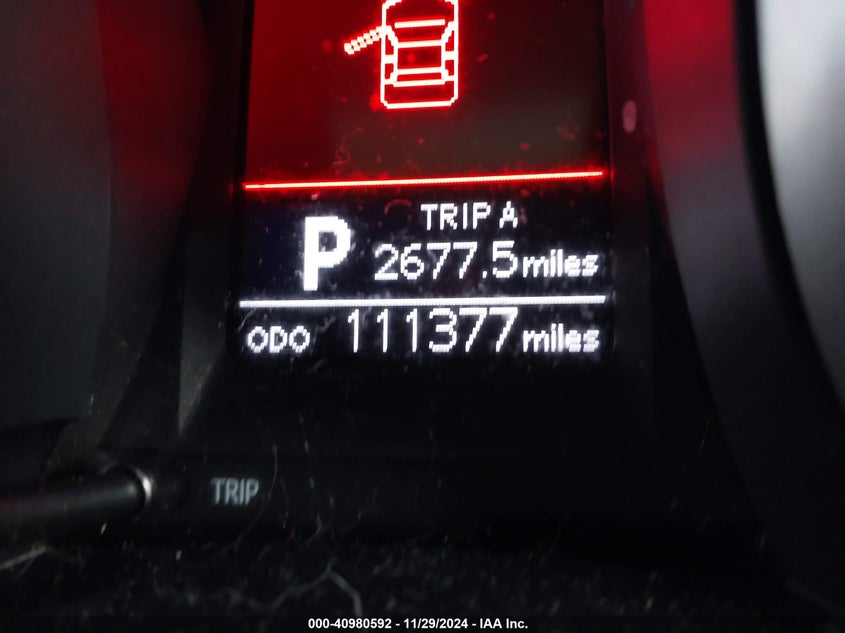 TRIP A
P 2677.5 miles
ODO 111377 miles
TRIP
000-40980592 - 11/29/2024 - IAA Inc.